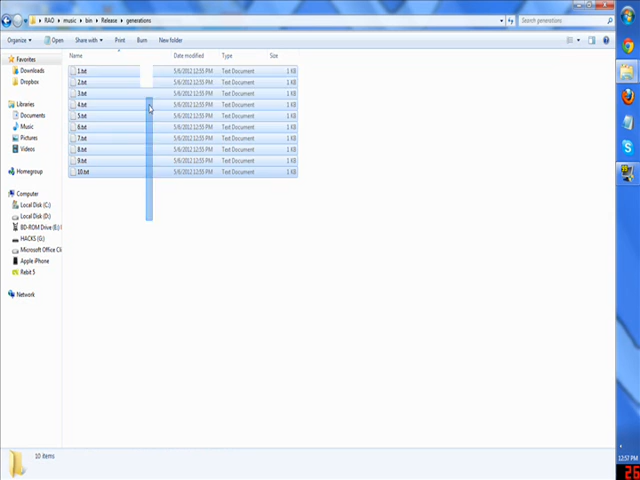 RAO ▸ music ▸ bin ▸ Release ▸ generations
Search generations
Organize Open Share with Print Burn New folder
Name Date modified Type Size
1.txt 5/6/2012 12:55 PM Text Document 1 KB
2.txt 5/6/2012 12:55 PM Text Document 1 KB
3.txt 5/6/2012 12:55 PM Text Document 1 KB
4.txt 5/6/2012 12:55 PM Text Document 1 KB
5.txt 5/6/2012 12:55 PM Text Document 1 KB
6.txt 5/6/2012 12:55 PM Text Document 1 KB
7.txt 5/6/2012 12:55 PM Text Document 1 KB
8.txt 5/6/2012 12:55 PM Text Document 1 KB
9.txt 5/6/2012 12:55 PM Text Document 1 KB
10.txt 5/6/2012 12:55 PM Text Document 1 KB
Favorites
Downloads
Dropbox
Libraries
Documents
Music
Pictures
Videos
Homegroup
Computer
Local Disk (C:)
Local Disk (D:)
BD-ROM Drive (E:)
HACKS (G:)
Microsoft Office Cli
Apple iPhone
Rebit 5
Network
10 items
12:57 PM
26